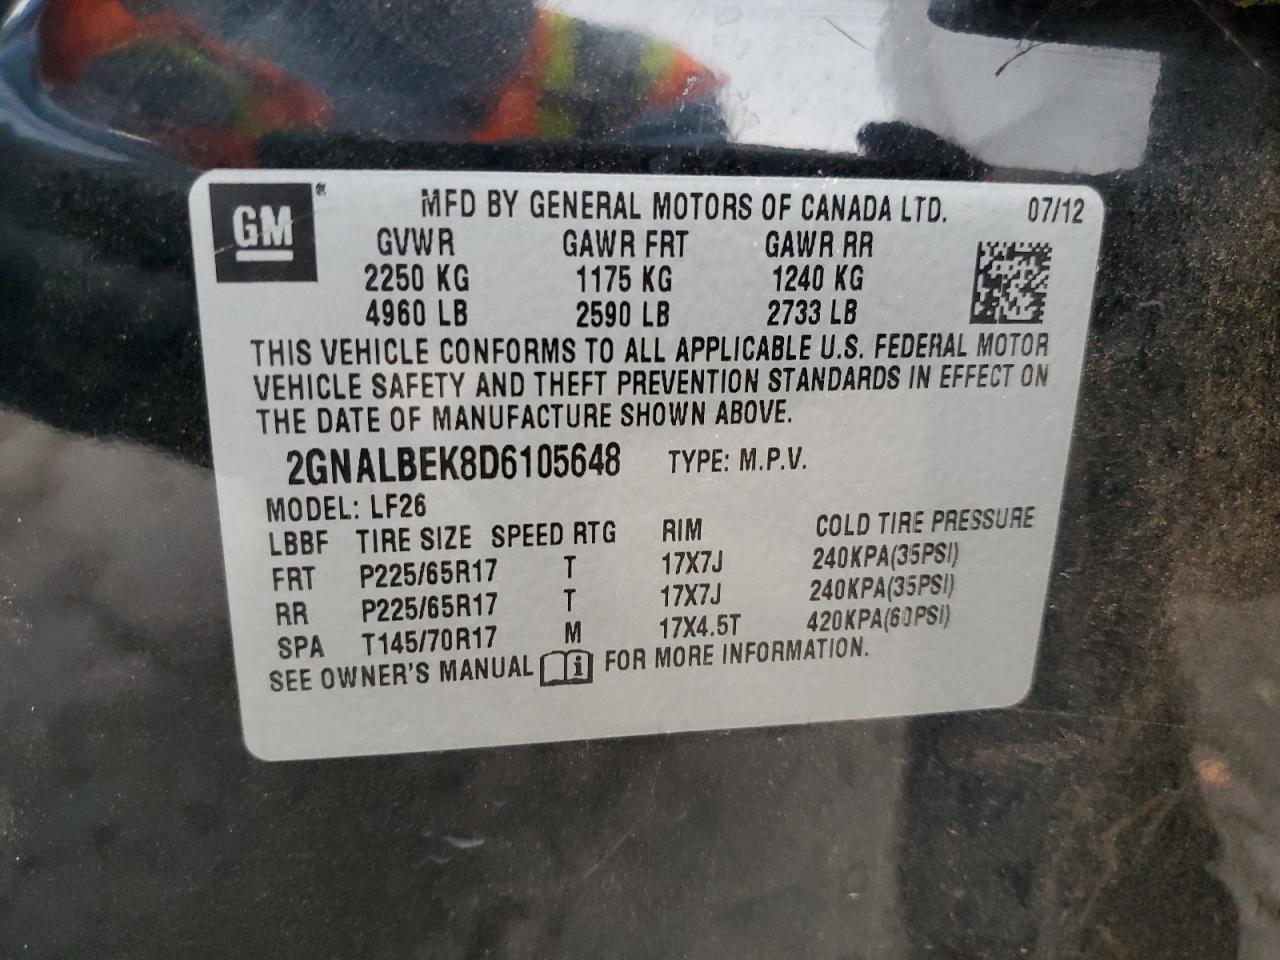 GM ® MFD BY GENERAL MOTORS OF CANADA LTD. 07/12
GVWR GAWR FRT GAWR RR
2250 KG 1175 KG 1240 KG
4960 LB 2590 LB 2733 LB
THIS VEHICLE CONFORMS TO ALL APPLICABLE U.S. FEDERAL MOTOR
VEHICLE SAFETY AND THEFT PREVENTION STANDARDS IN EFFECT ON
THE DATE OF MANUFACTURE SHOWN ABOVE.
2GNALBEK8D6105648 TYPE: M.P.V.
MODEL: LF26
LBBF TIRE SIZE SPEED RTG RIM COLD TIRE PRESSURE
FRT P225/65R17 T 17X7J 240KPA(35PSI)
RR P225/65R17 T 17X7J 240KPA(35PSI)
SPA T145/70R17 M 17X4.5T 420KPA(60PSI)
SEE OWNER'S MANUAL i FOR MORE INFORMATION.